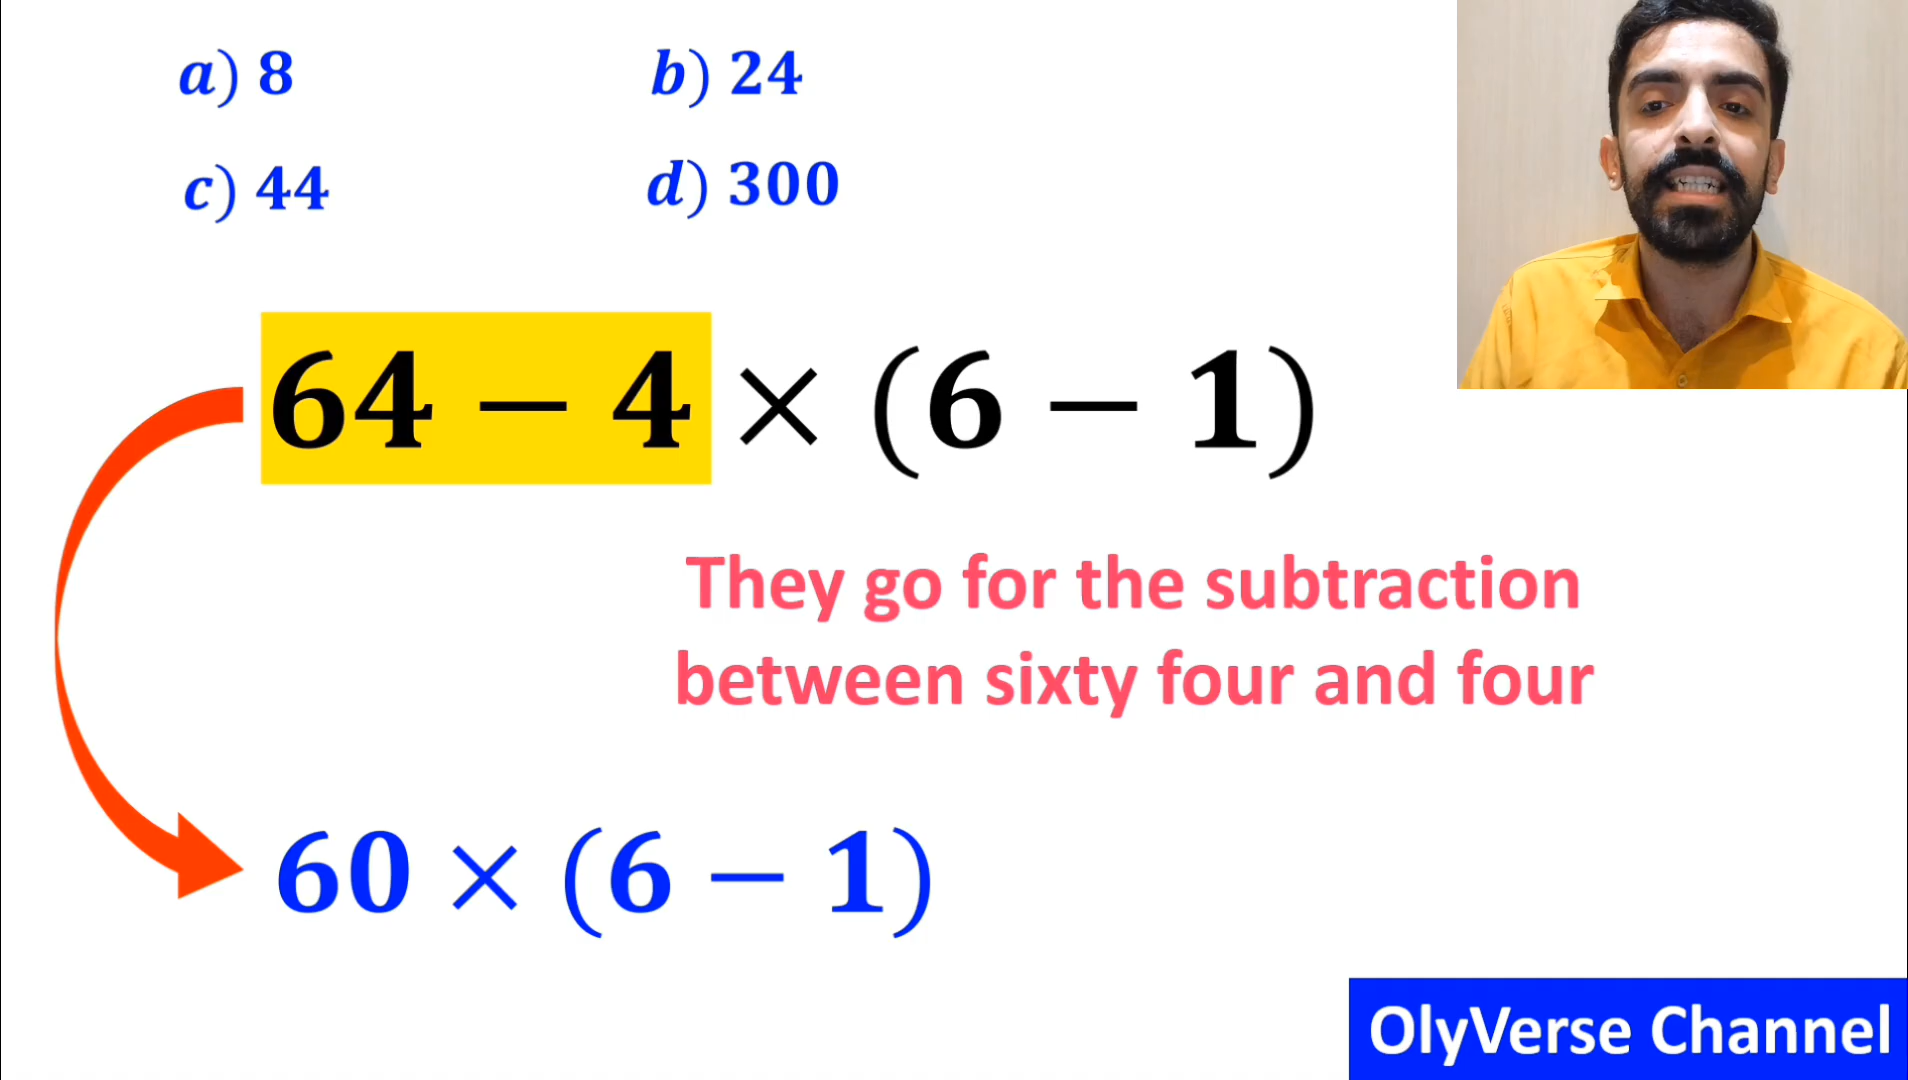 a) 8
b) 24
c) 44
d) 300
64 − 4 × (6 − 1)
They go for the subtraction
between sixty four and four
60 × (6 − 1)
OlyVerse Channel